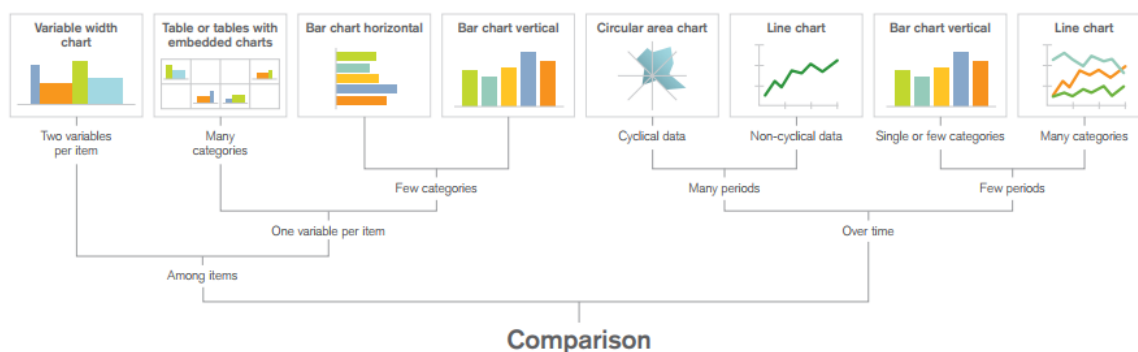 Variable width
chart
Table or tables with
embedded charts
Bar chart horizontal
Bar chart vertical
Circular area chart
Line chart
Bar chart vertical
Line chart
Two variables
per item
Many
categories
Cyclical data
Non-cyclical data
Single or few categories
Many categories
Few categories
Many periods
Few periods
One variable per item
Over time
Among items
Comparison